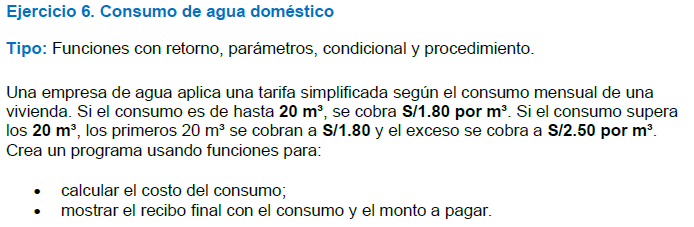 Ejercicio 6. Consumo de agua doméstico
Tipo: Funciones con retorno, parámetros, condicional y procedimiento.
Una empresa de agua aplica una tarifa simplificada según el consumo mensual de una
vivienda. Si el consumo es de hasta 20 m³, se cobra S/1.80 por m³. Si el consumo supera
los 20 m³, los primeros 20 m³ se cobran a S/1.80 y el exceso se cobra a S/2.50 por m³.
Crea un programa usando funciones para:
• calcular el costo del consumo;
• mostrar el recibo final con el consumo y el monto a pagar.